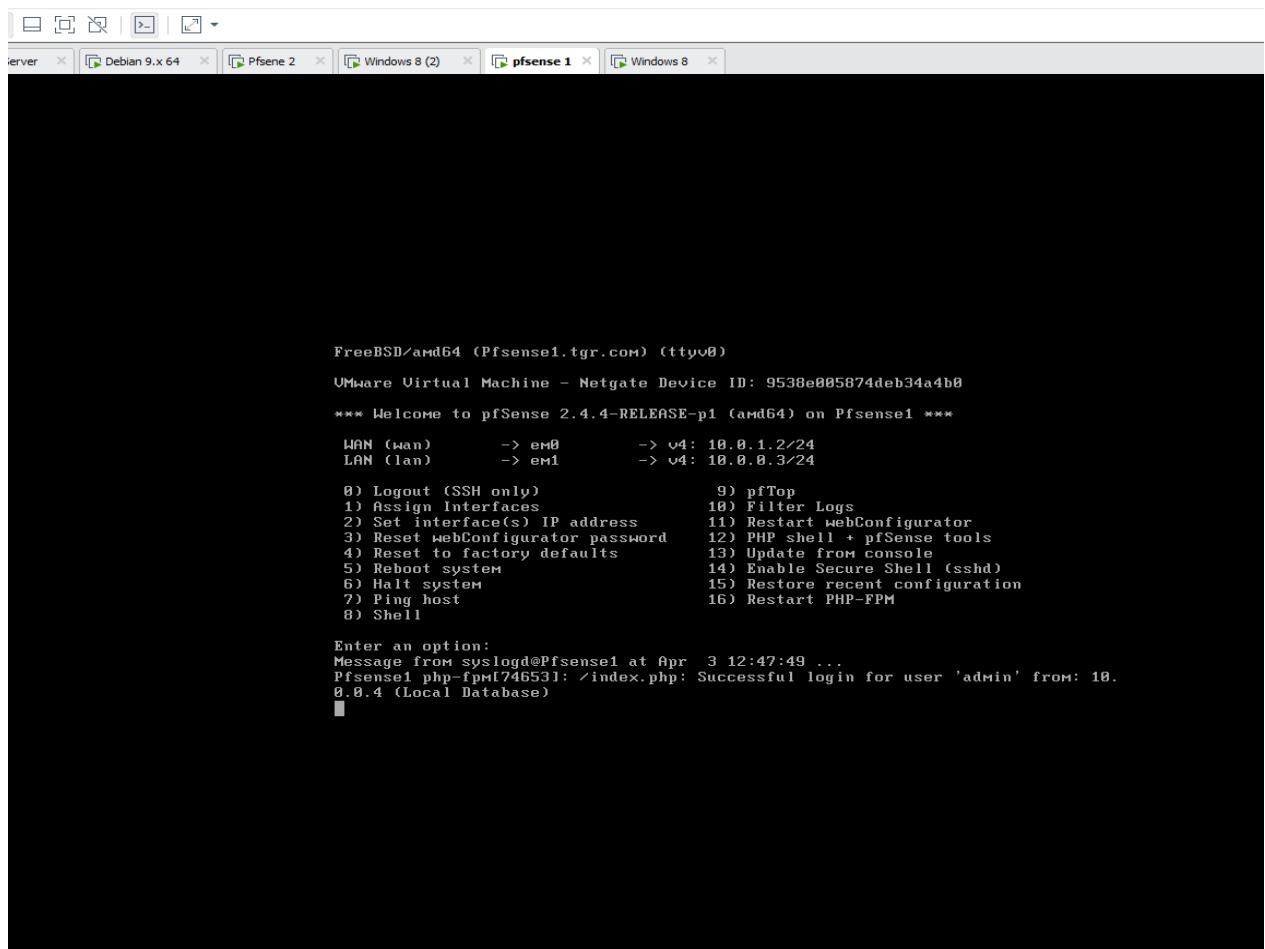 Server Debian 9.x 64 Pfsene 2 Windows 8 (2) pfsense 1 Windows 8
FreeBSD/amd64 (Pfsense1.tgr.com) (ttyv0)
VMware Virtual Machine - Netgate Device ID: 9538e005874deb34a4b0
*** Welcome to pfSense 2.4.4-RELEASE-p1 (amd64) on Pfsense1 ***
WAN (wan) -> em0 -> v4: 10.0.1.2/24
LAN (lan) -> em1 -> v4: 10.0.0.3/24
0) Logout (SSH only) 9) pfTop
1) Assign Interfaces 10) Filter Logs
2) Set interface(s) IP address 11) Restart webConfigurator
3) Reset webConfigurator password 12) PHP shell + pfSense tools
4) Reset to factory defaults 13) Update from console
5) Reboot system 14) Enable Secure Shell (sshd)
6) Halt system 15) Restore recent configuration
7) Ping host 16) Restart PHP-FPM
8) Shell
Enter an option:
Message from syslogd@Pfsense1 at Apr 3 12:47:49 ...
Pfsense1 php-fpm[74653]: /index.php: Successful login for user 'admin' from: 10.
0.0.4 (Local Database)